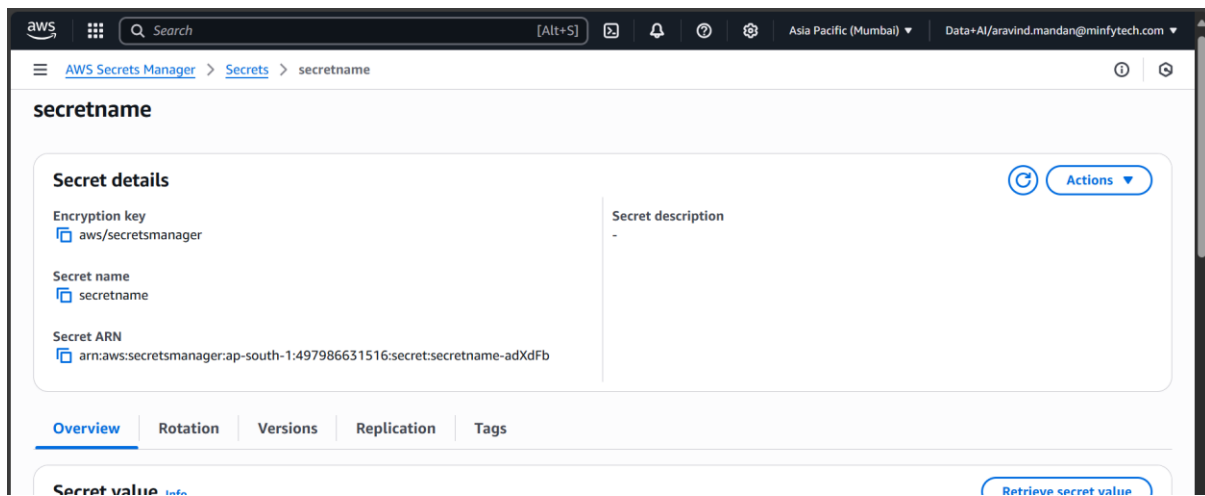 aws Search [Alt+S] Asia Pacific (Mumbai) ▼ Data+AI/aravind.mandan@minfytech.com ▼
AWS Secrets Manager > Secrets > secretname
secretname
Secret details
Actions ▼
Encryption key
aws/secretsmanager
Secret description
-
Secret name
secretname
Secret ARN
arn:aws:secretsmanager:ap-south-1:497986631516:secret:secretname-adXdFb
Overview Rotation Versions Replication Tags
Secret value Info
Retrieve secret value